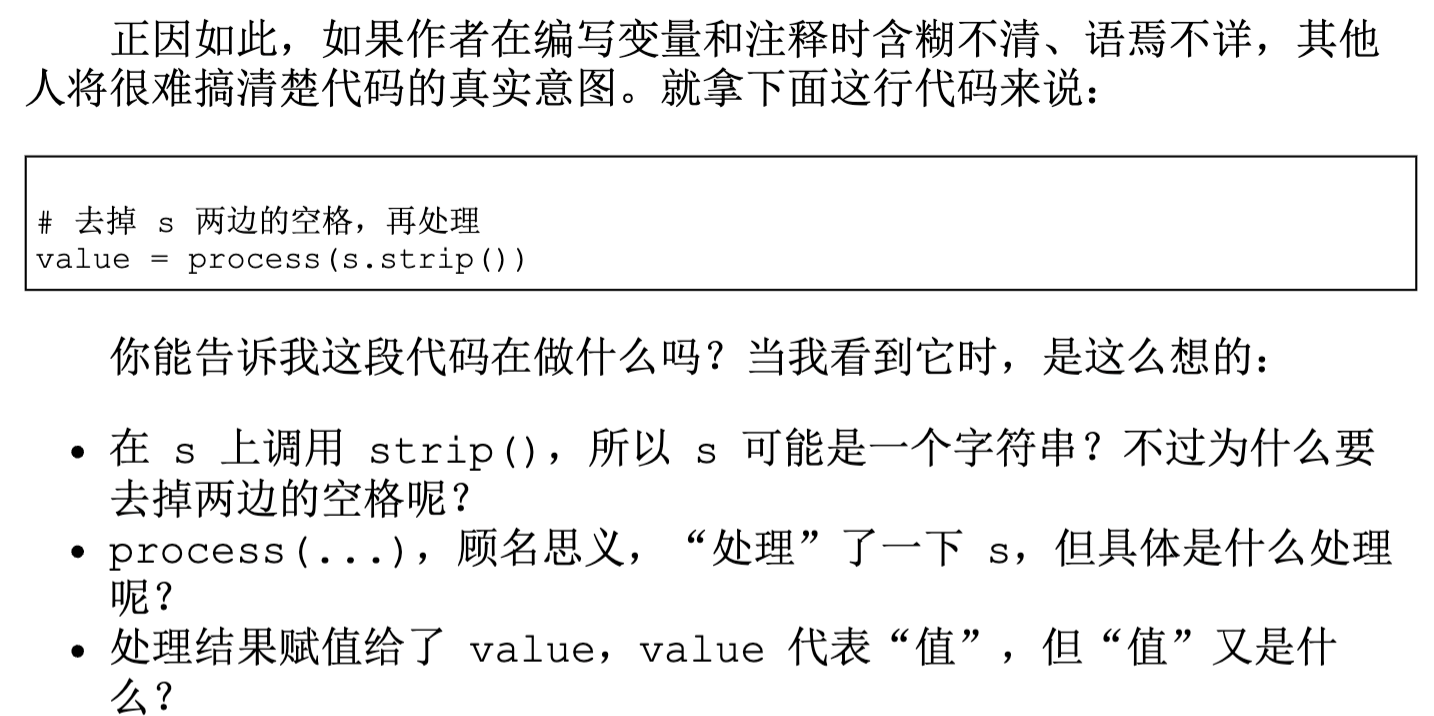 正因如此，如果作者在编写变量和注释时含糊不清、语焉不详，其他
人将很难搞清楚代码的真实意图。就拿下面这行代码来说：
# 去掉 s 两边的空格，再处理
value = process(s.strip())
你能告诉我这段代码在做什么吗？当我看到它时，是这么想的：
• 在 s 上调用 strip()，所以 s 可能是一个字符串？不过为什么要
去掉两边的空格呢？
• process(...)，顾名思义，“处理”了一下 s，但具体是什么处理
呢？
• 处理结果赋值给了 value，value 代表“值”，但“值”又是什
么？